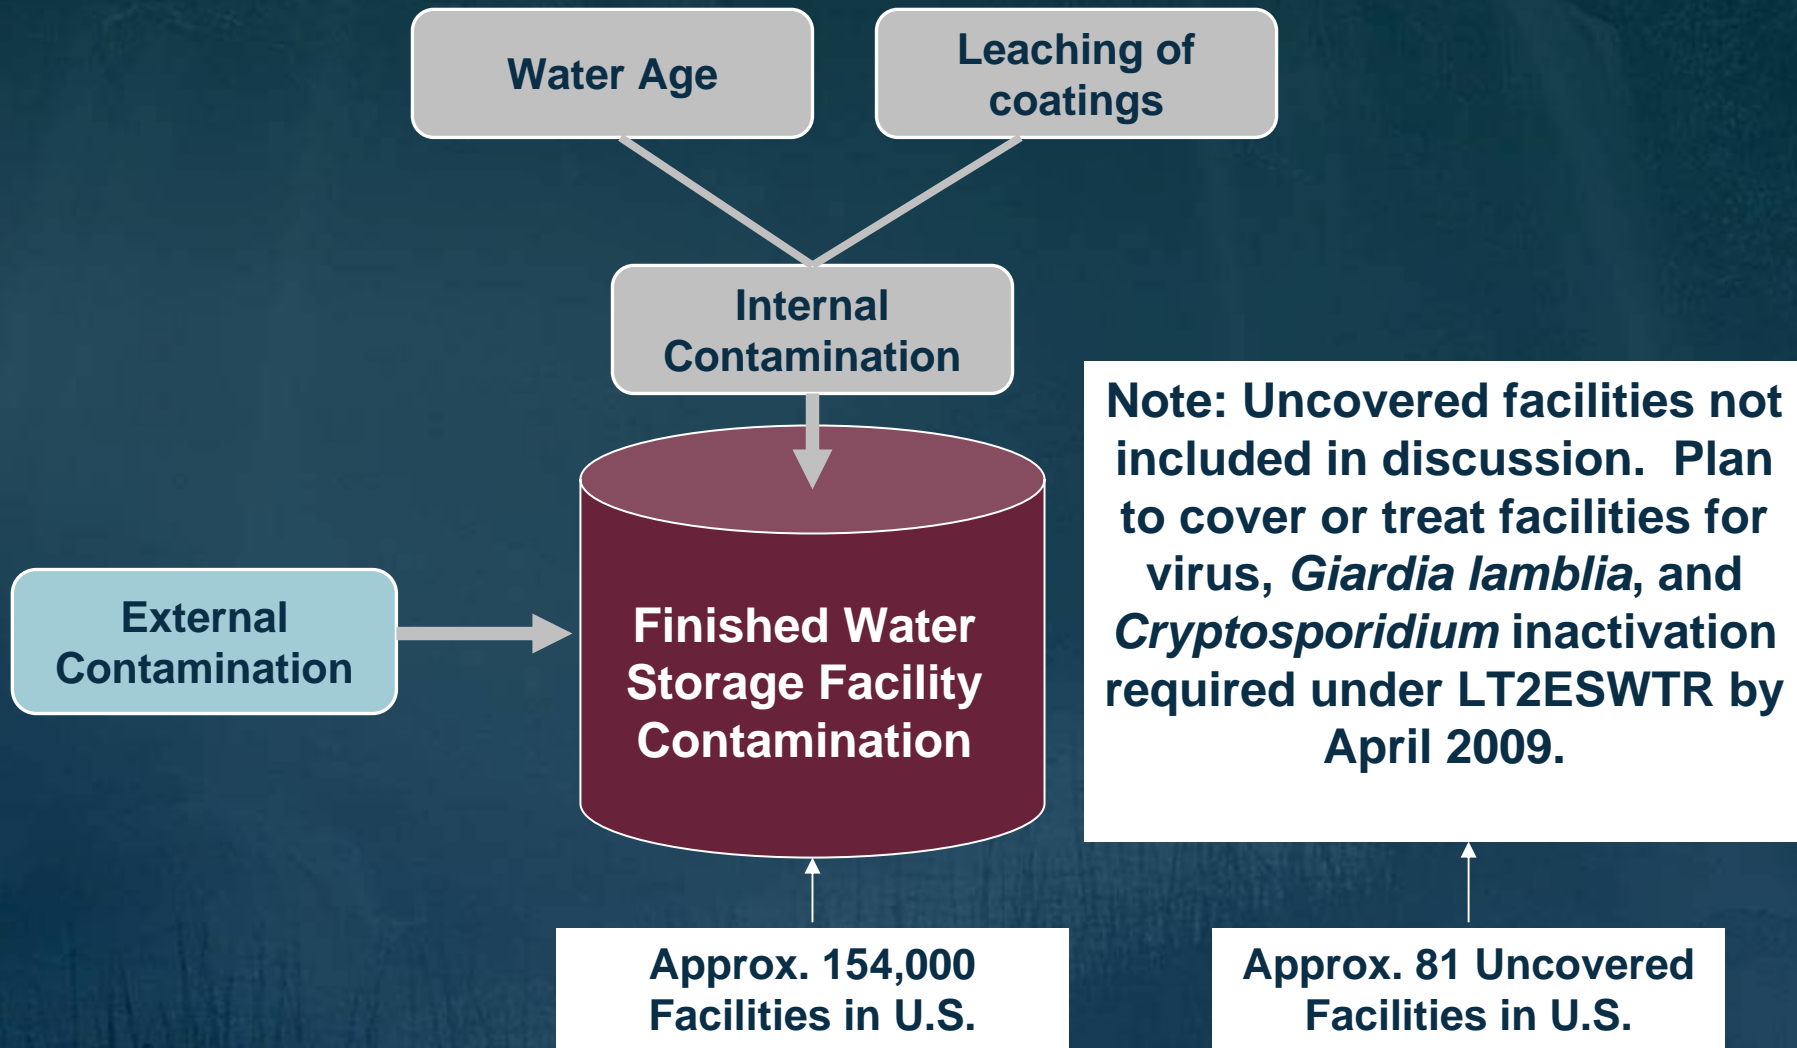 Water Age
Leaching of
coatings
Internal
Contamination
External
Contamination
Finished Water
Storage Facility
Contamination
Note: Uncovered facilities not
included in discussion.  Plan
to cover or treat facilities for
virus, Giardia lamblia, and
Cryptosporidium inactivation
required under LT2ESWTR by
April 2009.
Approx. 154,000
Facilities in U.S.
Approx. 81 Uncovered
Facilities in U.S.